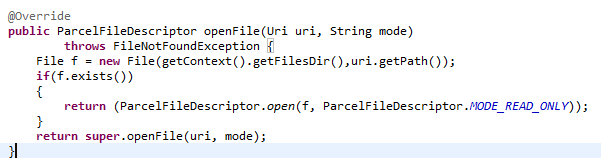 @Override
public ParcelFileDescriptor openFile(Uri uri, String mode)
        throws FileNotFoundException {
    File f = new File(getContext().getFilesDir(),uri.getPath());
    if(f.exists())
    {
        return (ParcelFileDescriptor.open(f, ParcelFileDescriptor.MODE_READ_ONLY));
    }
    return super.openFile(uri, mode);
}